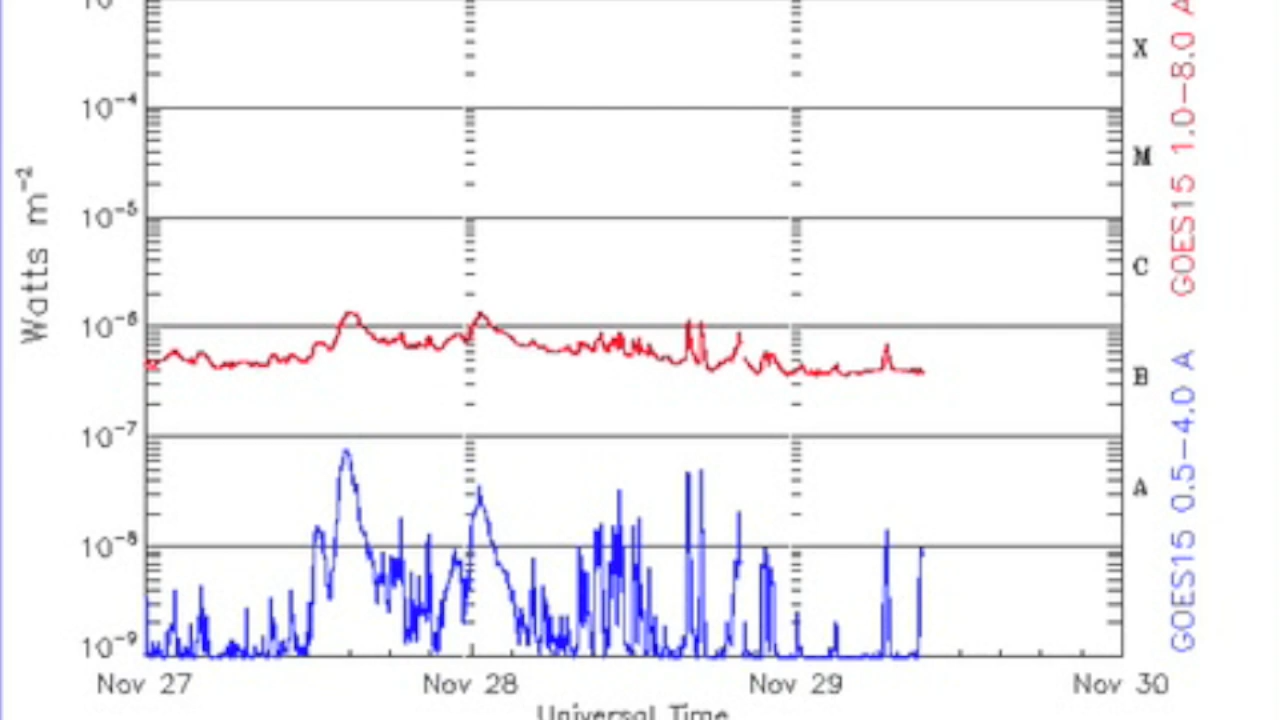 10
X
10⁻⁴
M
10⁻⁵
C
10⁻⁶
B
10⁻⁷
A
10⁻⁸
10⁻⁹
Watts m⁻²
Nov 27 Nov 28 Nov 29 Nov 30
Universal Time
GOES15 1.0–8.0 A
GOES15 0.5–4.0 A